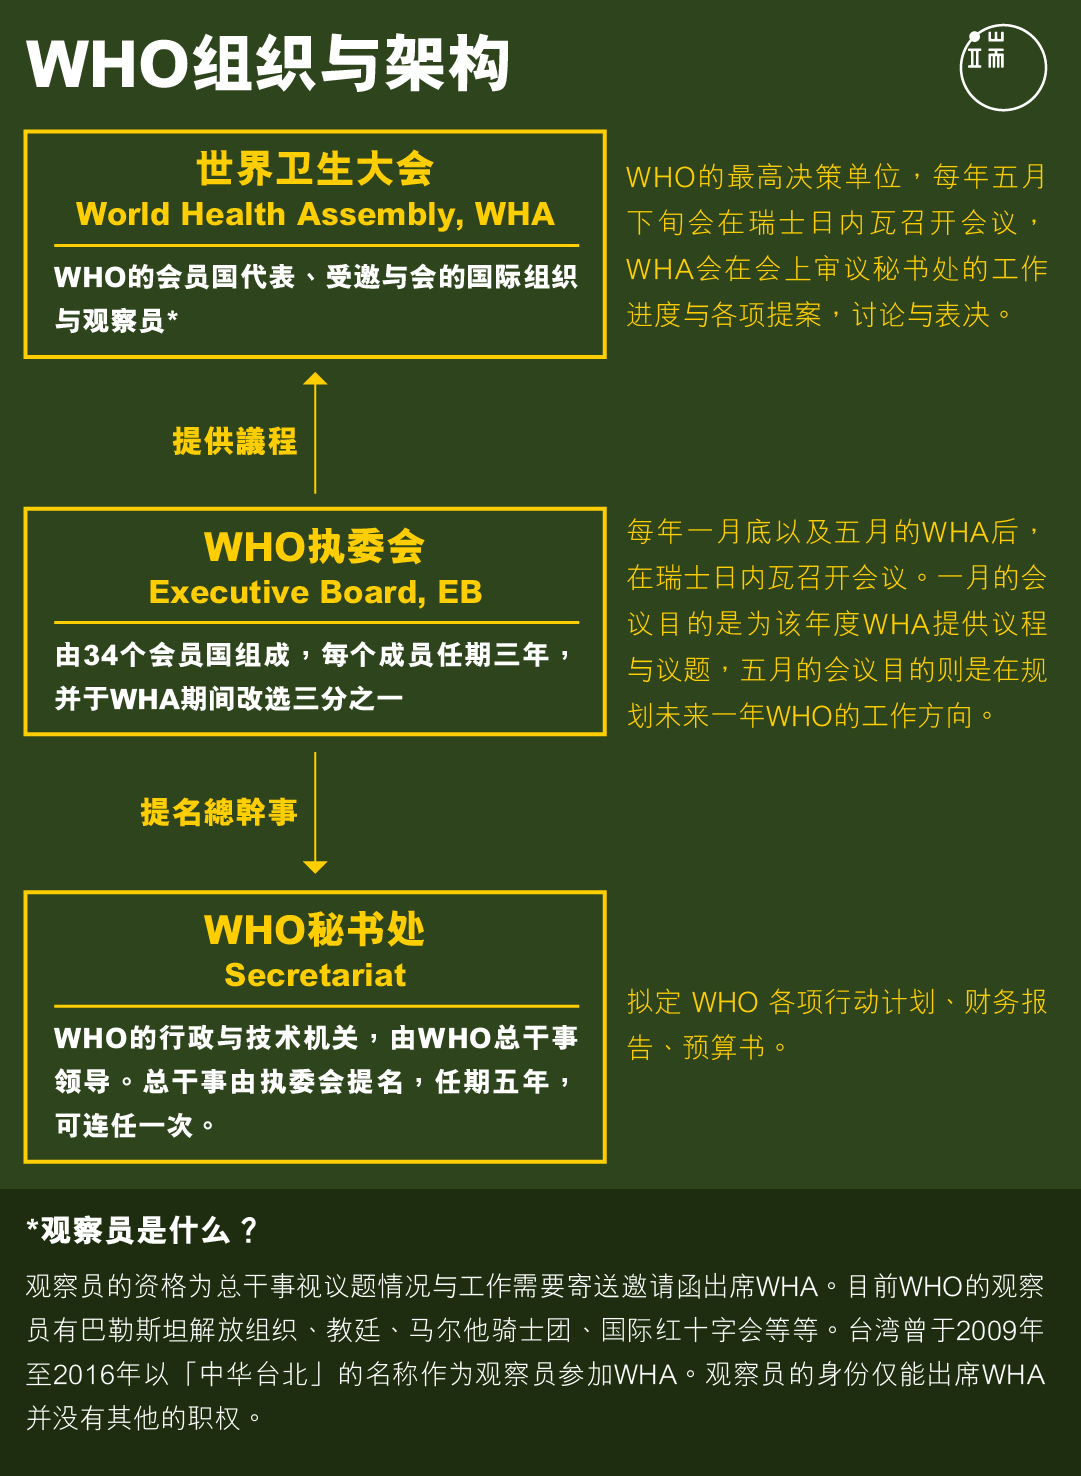 WHO组织与架构
端
世界卫生大会
World Health Assembly, WHA
WHO的会员国代表、受邀与会的国际组织
与观察员*
WHO的最高决策单位，每年五月
下旬会在瑞士日内瓦召开会议，
WHA会在会上审议秘书处的工作
进度与各项提案，讨论与表决。
提供議程
WHO执委会
Executive Board, EB
由34个会员国组成，每个成员任期三年，
并于WHA期间改选三分之一
每年一月底以及五月的WHA后，
在瑞士日内瓦召开会议。一月的会
议目的是为该年度WHA提供议程
与议题，五月的会议目的则是在规
划未来一年WHO的工作方向。
提名總幹事
WHO秘书处
Secretariat
WHO的行政与技术机关，由WHO总干事
领导。总干事由执委会提名，任期五年，
可连任一次。
拟定 WHO 各项行动计划、财务报
告、预算书。
*观察员是什么？
观察员的资格为总干事视议题情况与工作需要寄送邀请函出席WHA。目前WHO的观察
员有巴勒斯坦解放组织、教廷、马尔他骑士团、国际红十字会等等。台湾曾于2009年
至2016年以「中华台北」的名称作为观察员参加WHA。观察员的身份仅能出席WHA
并没有其他的职权。